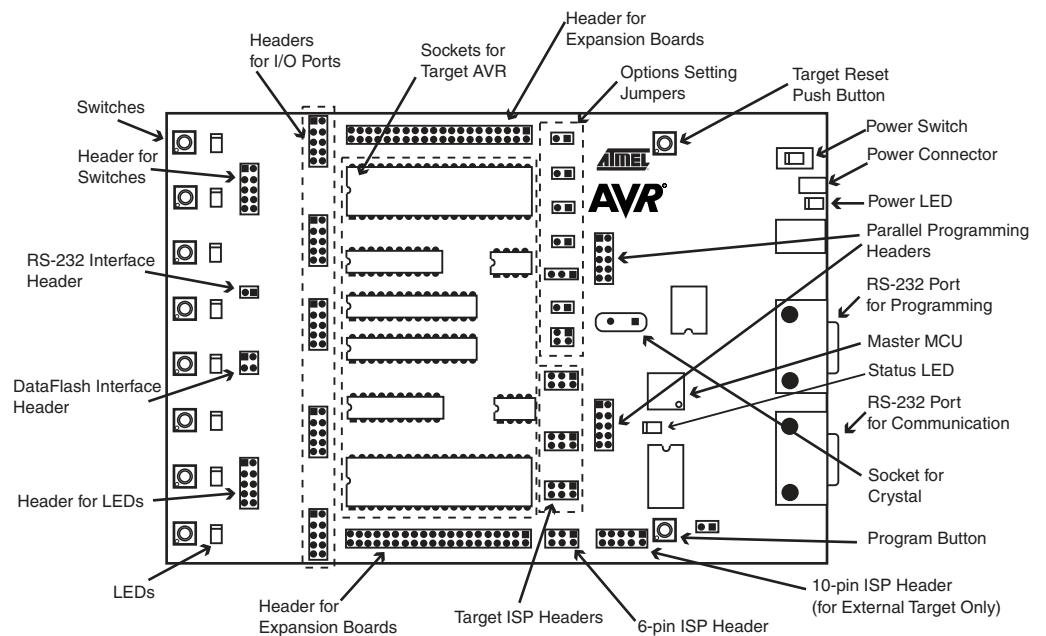 Header for
Expansion Boards
Headers
for I/O Ports
Sockets for
Target AVR
Options Setting
Jumpers
Target Reset
Push Button
Switches
Header for
Switches
RS-232 Interface
Header
DataFlash Interface
Header
Header for LEDs
LEDs
ATMEL
AVR®
Power Switch
Power Connector
Power LED
Parallel Programming
Headers
RS-232 Port
for Programming
Master MCU
Status LED
RS-232 Port
for Communication
Socket for
Crystal
Program Button
10-pin ISP Header
(for External Target Only)
Header for
Expansion Boards
Target ISP Headers
6-pin ISP Header